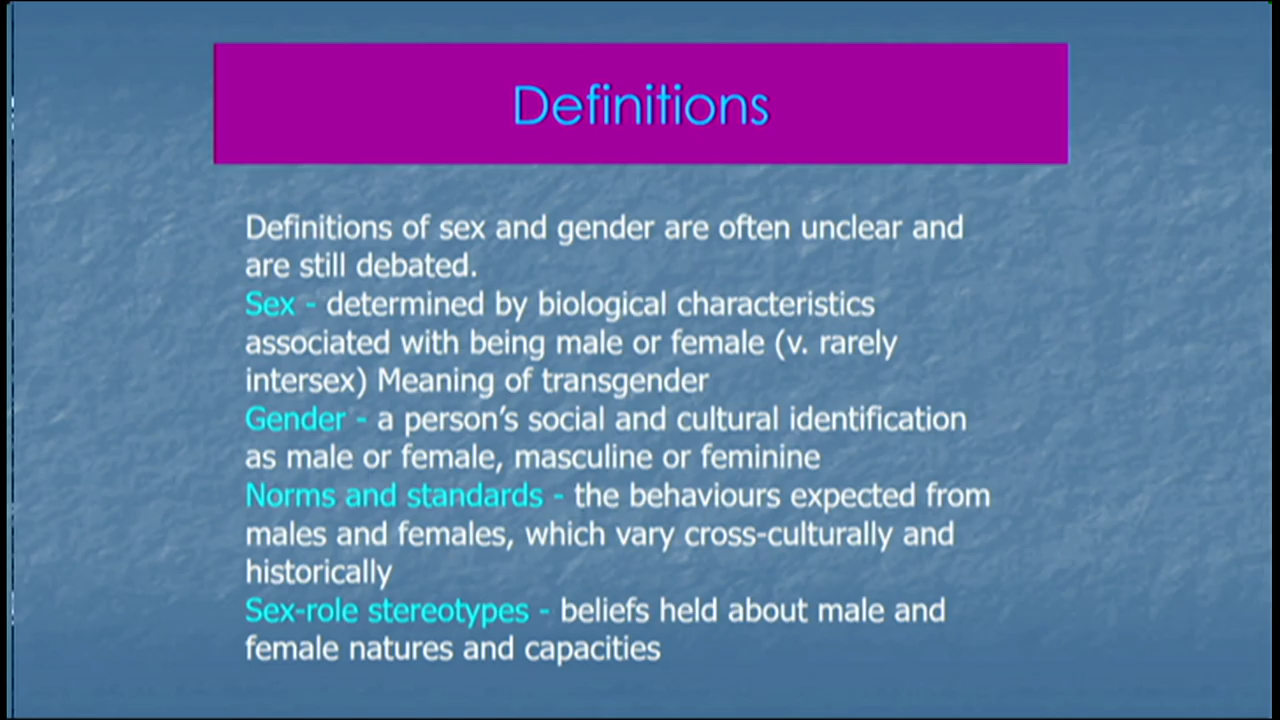 Definitions
Definitions of sex and gender are often unclear and
are still debated.
Sex - determined by biological characteristics
associated with being male or female (v. rarely
intersex) Meaning of transgender
Gender - a person’s social and cultural identification
as male or female, masculine or feminine
Norms and standards - the behaviours expected from
males and females, which vary cross-culturally and
historically
Sex-role stereotypes - beliefs held about male and
female natures and capacities